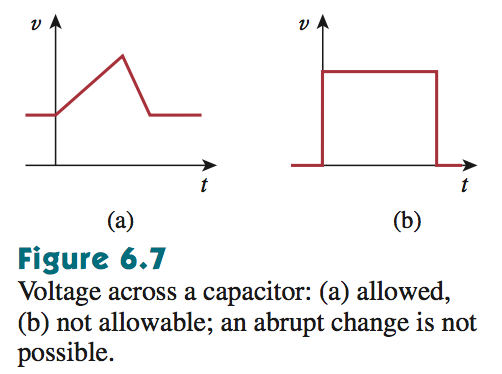 v
v
t
t
(a)
(b)
Figure 6.7
Voltage across a capacitor: (a) allowed,
(b) not allowable; an abrupt change is not
possible.